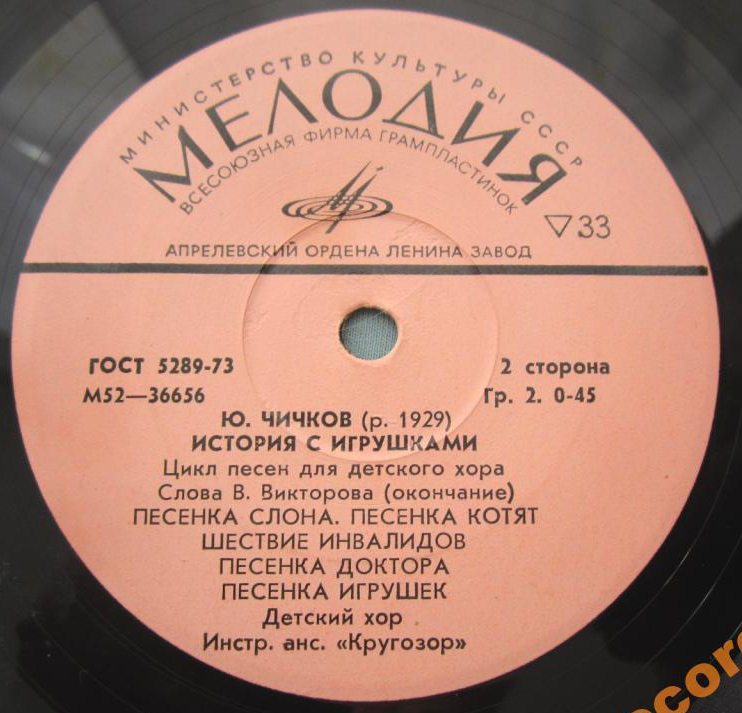 МИНИСТЕРСТВО КУЛЬТУРЫ СССР
МЕЛОДИЯ
ВСЕСОЮЗНАЯ ФИРМА ГРАМПЛАСТИНОК
▽33
АПРЕЛЕВСКИЙ ОРДЕНА ЛЕНИНА ЗАВОД
ГОСТ 5289-73
2 сторона
М52—36656
Гр. 2. 0-45
Ю. ЧИЧКОВ (р. 1929)
ИСТОРИЯ С ИГРУШКАМИ
Цикл песен для детского хора
Слова В. Викторова (окончание)
ПЕСЕНКА СЛОНА. ПЕСЕНКА КОТЯТ
ШЕСТВИЕ ИНВАЛИДОВ
ПЕСЕНКА ДОКТОРА
ПЕСЕНКА ИГРУШЕК
Детский хор
Инстр. анс. «Кругозор»